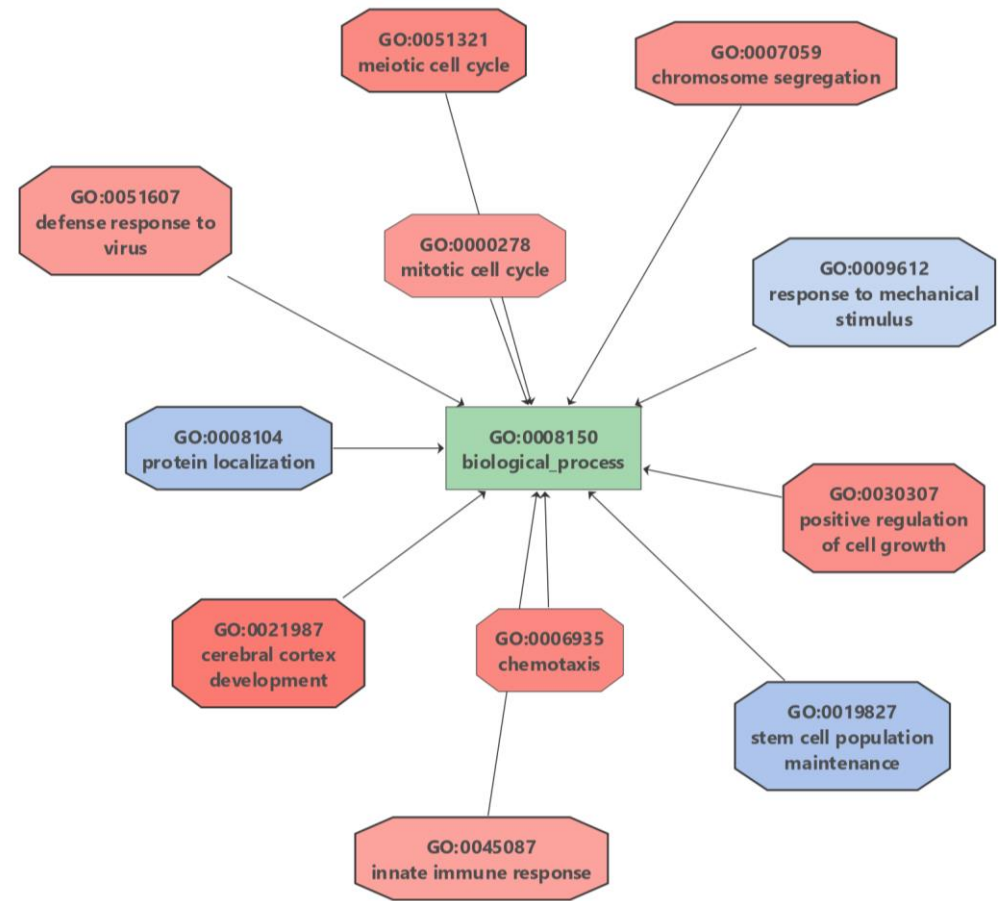 GO:0051321
meiotic cell cycle
GO:0007059
chromosome segregation
GO:0051607
defense response to
virus
GO:0000278
mitotic cell cycle
GO:0009612
response to mechanical
stimulus
GO:0008104
protein localization
GO:0008150
biological_process
GO:0030307
positive regulation
of cell growth
GO:0021987
cerebral cortex
development
GO:0006935
chemotaxis
GO:0019827
stem cell population
maintenance
GO:0045087
innate immune response